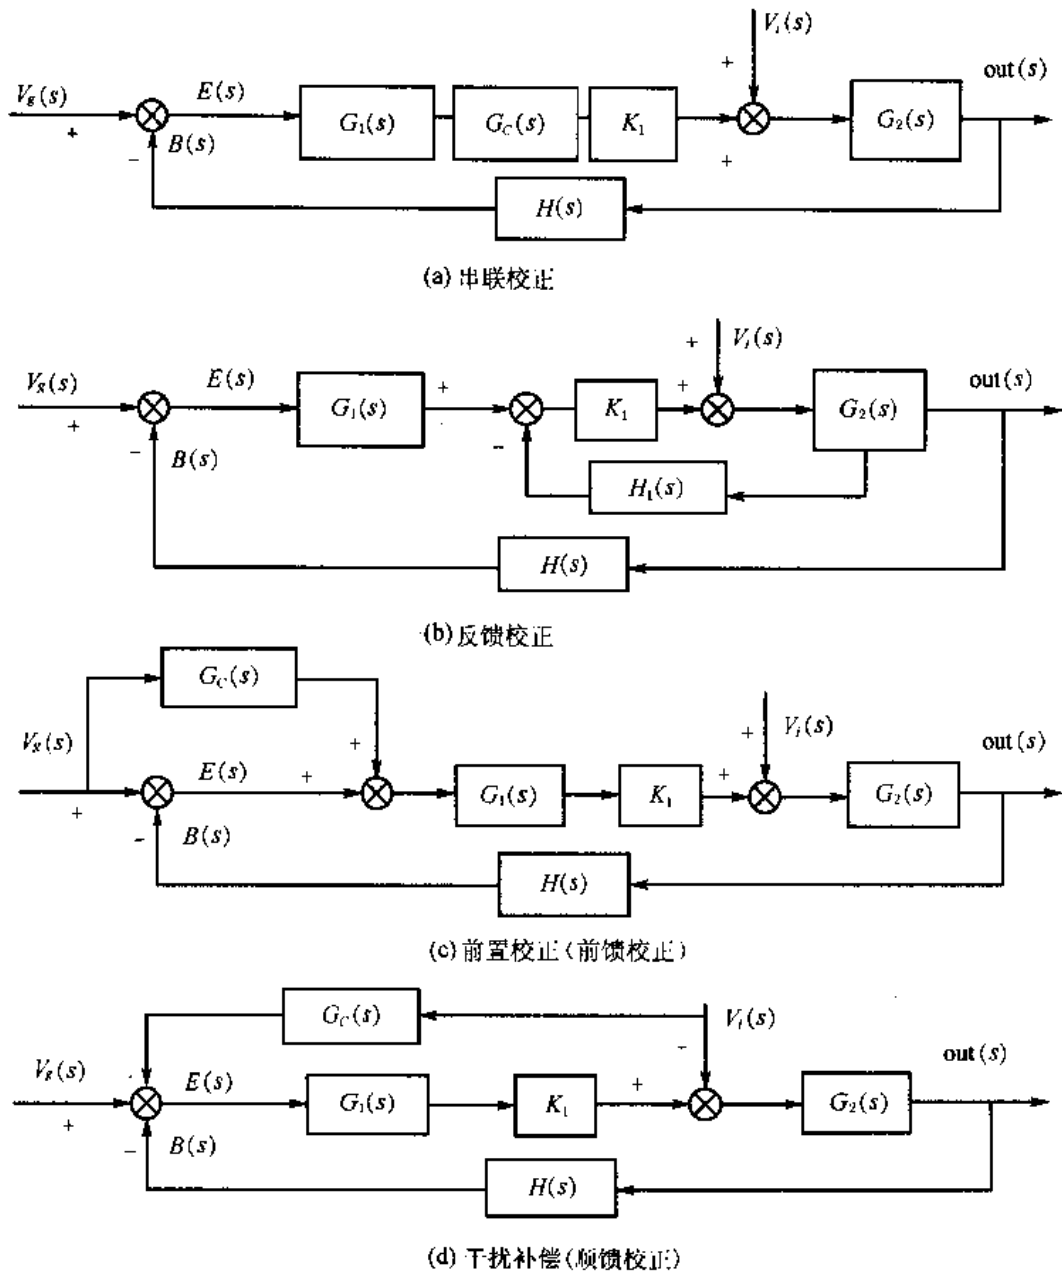 V_i(s)
+
out(s)
V_g(s)
E(s)
G_1(s)
G_C(s)
K_1
G_2(s)
+
B(s)
+
−
H(s)
(a) 串联校正
+
V_i(s)
V_g(s)
E(s)
+
+
out(s)
G_1(s)
K_1
G_2(s)
+
−
B(s)
−
H_1(s)
H(s)
(b) 反馈校正
G_C(s)
V_g(s)
+
+
V_i(s)
out(s)
E(s)
+
G_1(s)
K_1
+
G_2(s)
+
−
B(s)
H(s)
(c) 前置校正(前馈校正)
G_C(s)
V_i(s)
−
V_g(s)
−
E(s)
+
out(s)
G_1(s)
K_1
G_2(s)
+
−
B(s)
H(s)
(d) 干扰补偿(顺馈校正)